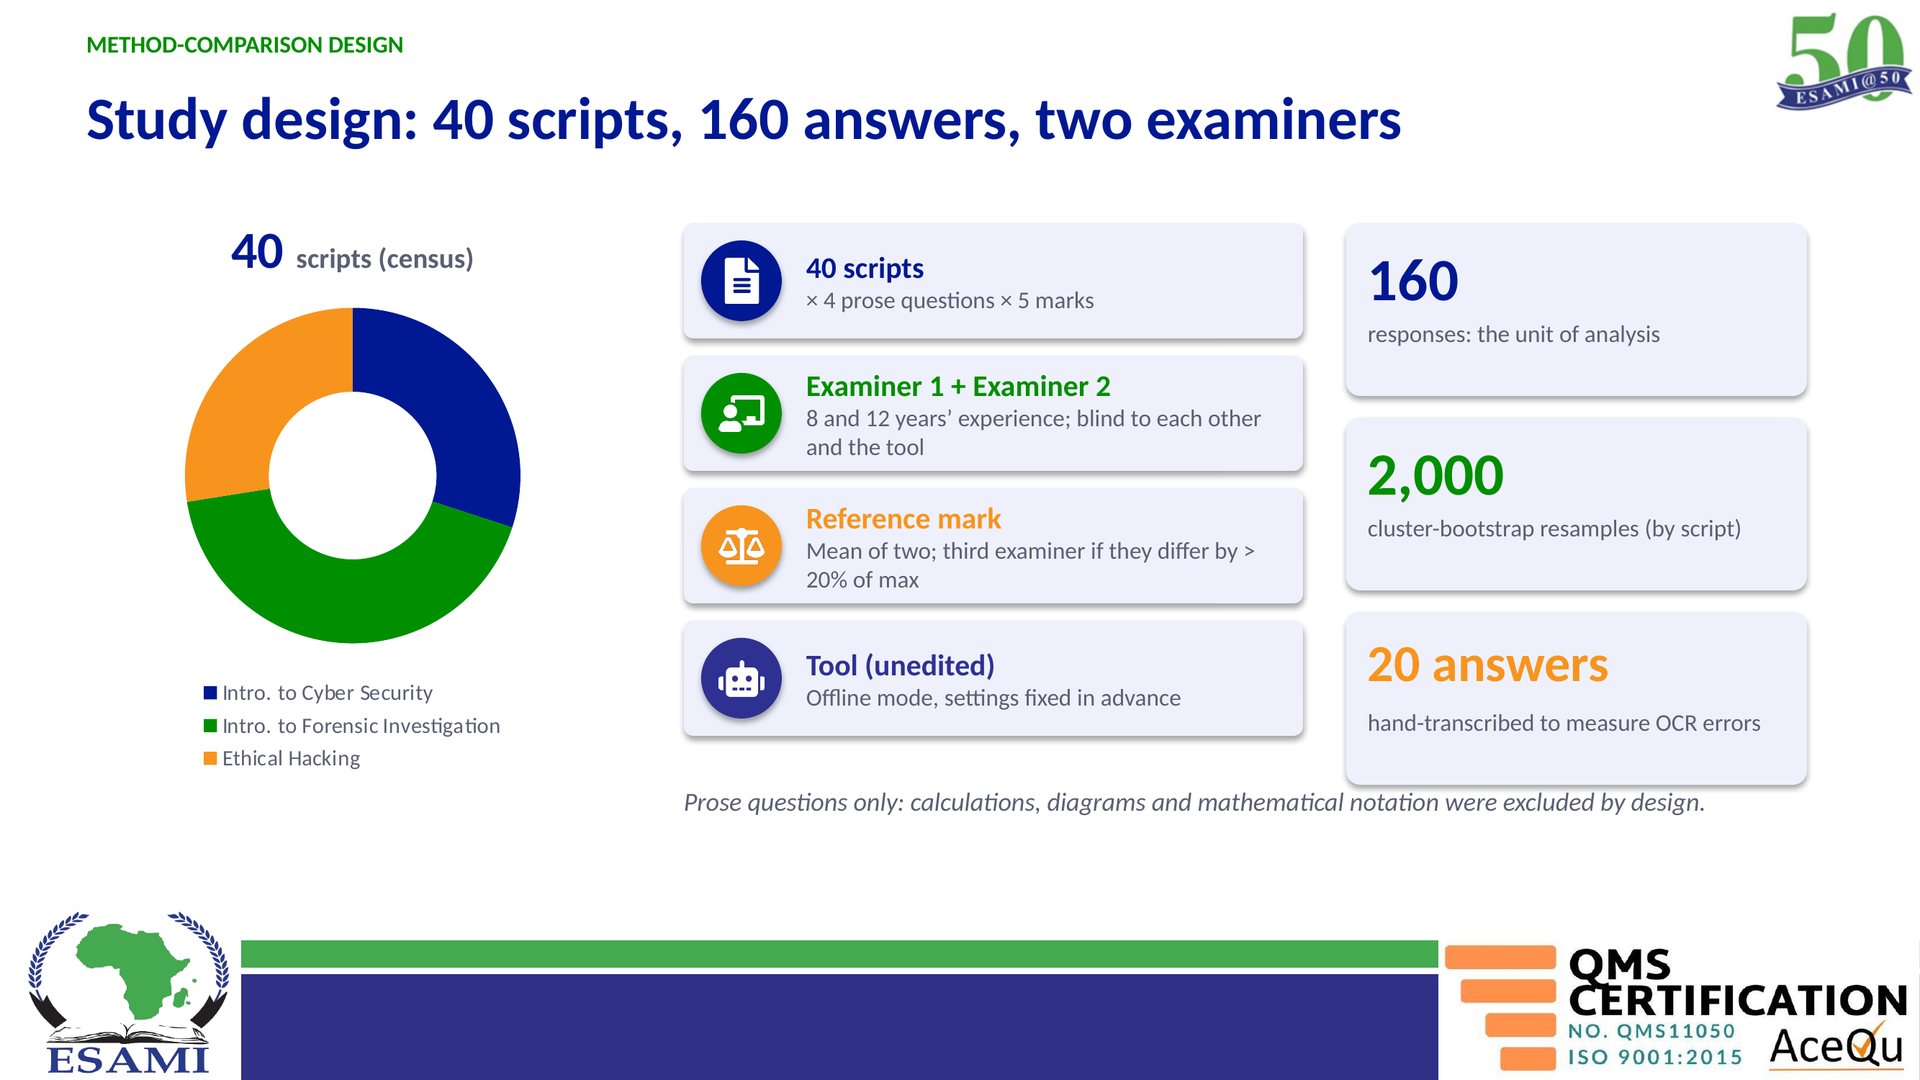 METHOD-COMPARISON DESIGN
50
ESAMI@50
Study design: 40 scripts, 160 answers, two examiners
40 scripts (census)
Intro. to Cyber Security
Intro. to Forensic Investigation
Ethical Hacking
40 scripts
× 4 prose questions × 5 marks
Examiner 1 + Examiner 2
8 and 12 years’ experience; blind to each other
and the tool
Reference mark
Mean of two; third examiner if they differ by >
20% of max
Tool (unedited)
Offline mode, settings fixed in advance
160
responses: the unit of analysis
2,000
cluster-bootstrap resamples (by script)
20 answers
hand-transcribed to measure OCR errors
Prose questions only: calculations, diagrams and mathematical notation were excluded by design.
ESAMI
QMS
CERTIFICATION
NO. QMS11050
ISO 9001:2015
AceQu